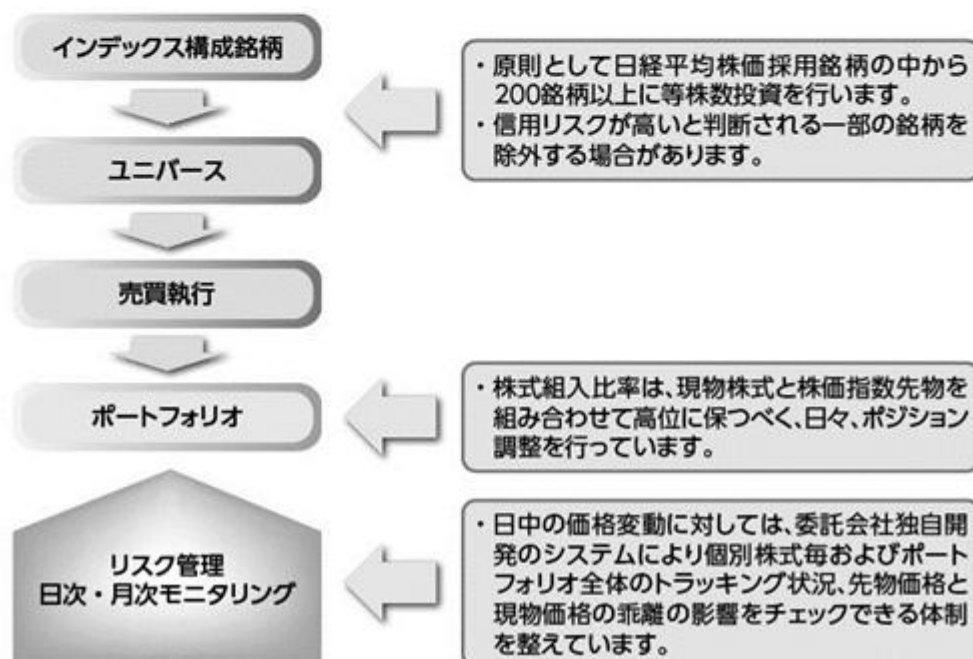 インデックス構成銘柄
・原則として日経平均株価採用銘柄の中から
200銘柄以上に等株数投資を行います。
・信用リスクが高いと判断される一部の銘柄を
除外する場合があります。
ユニバース
売買執行
ポートフォリオ
・株式組入比率は、現物株式と株価指数先物を
組み合わせて高位に保つべく、日々、ポジション
調整を行っています。
リスク管理
日次・月次モニタリング
・日中の価格変動に対しては、委託会社独自開
発のシステムにより個別株式毎およびポート
フォリオ全体のトラッキング状況、先物価格と
現物価格の乖離の影響をチェックできる体制
を整えています。